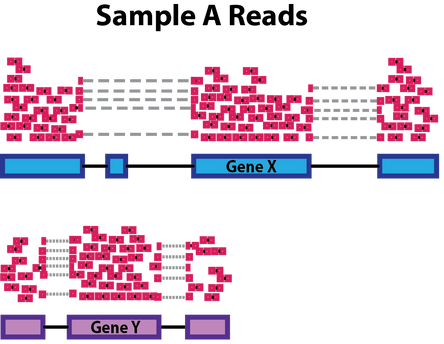 Sample A Reads
Gene X
Gene Y